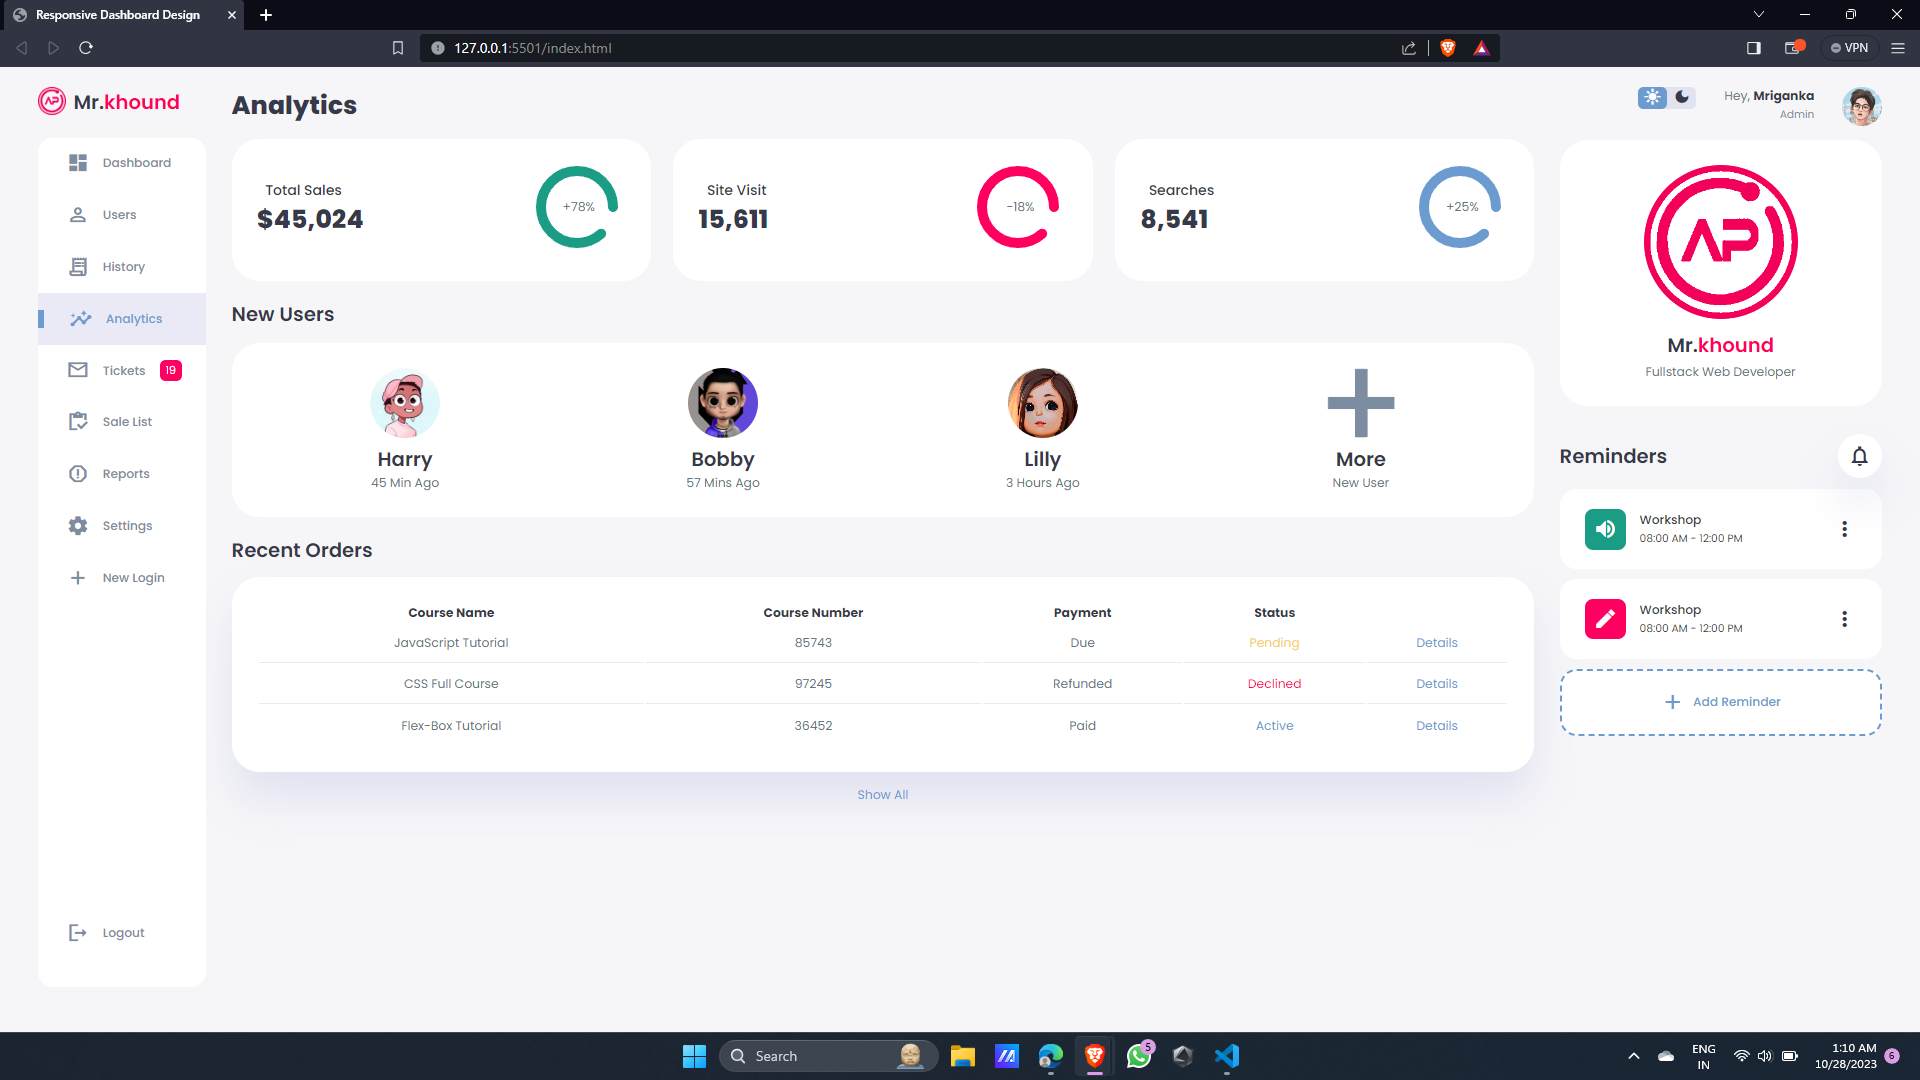 Responsive Dashboard Design
127.0.0.1:5501/index.html
VPN
Mr.khound
Dashboard
Users
History
Analytics
Tickets 19
Sale List
Reports
Settings
New Login
Logout
Analytics
Total Sales
$45,024
+78%
Site Visit
15,611
-18%
Searches
8,541
+25%
New Users
Harry
45 Min Ago
Bobby
57 Mins Ago
Lilly
3 Hours Ago
More
New User
Recent Orders
Course Name Course Number Payment Status
JavaScript Tutorial 85743 Due Pending Details
CSS Full Course 97245 Refunded Declined Details
Flex-Box Tutorial 36452 Paid Active Details
Show All
Hey, Mriganka
Admin
AP
Mr.khound
Fullstack Web Developer
Reminders
Workshop
08:00 AM - 12:00 PM
Workshop
08:00 AM - 12:00 PM
Add Reminder
Search
5
ENG
IN
1:10 AM
10/28/2023
6